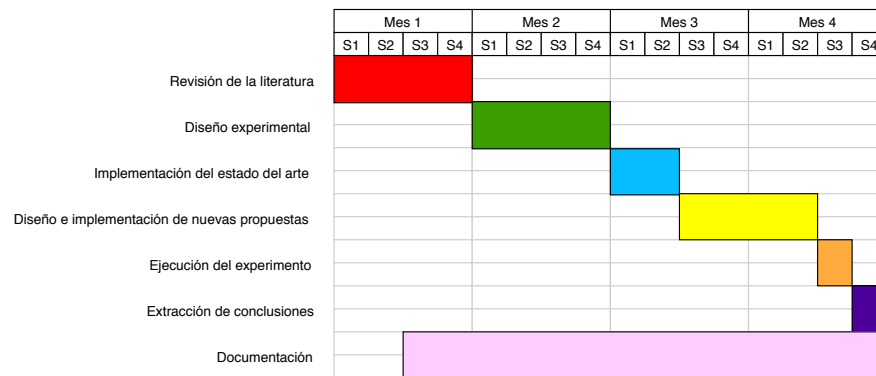 Mes 1 Mes 2 Mes 3 Mes 4
S1 S2 S3 S4 S1 S2 S3 S4 S1 S2 S3 S4 S1 S2 S3 S4
Revisión de la literatura
Diseño experimental
Implementación del estado del arte
Diseño e implementación de nuevas propuestas
Ejecución del experimento
Extracción de conclusiones
Documentación